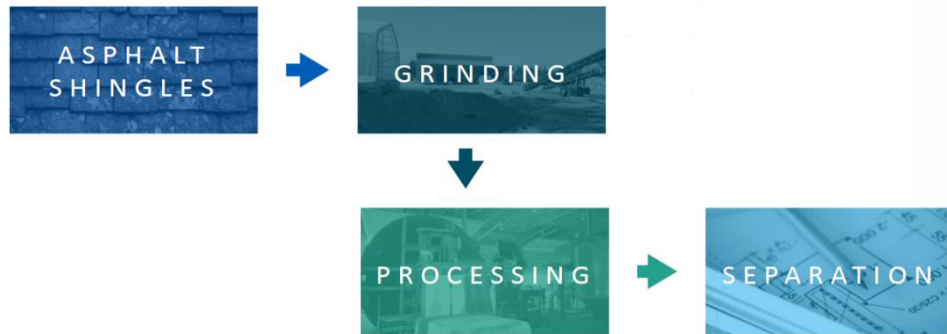 ASPHALT
SHINGLES
GRINDING
PROCESSING
SEPARATION